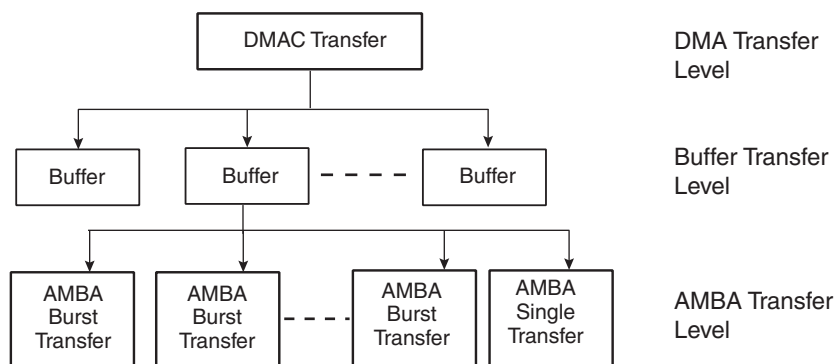 DMAC Transfer
DMA Transfer
Level
Buffer
Buffer
Buffer
Buffer Transfer
Level
AMBA
Burst
Transfer
AMBA
Burst
Transfer
AMBA
Burst
Transfer
AMBA
Single
Transfer
AMBA Transfer
Level